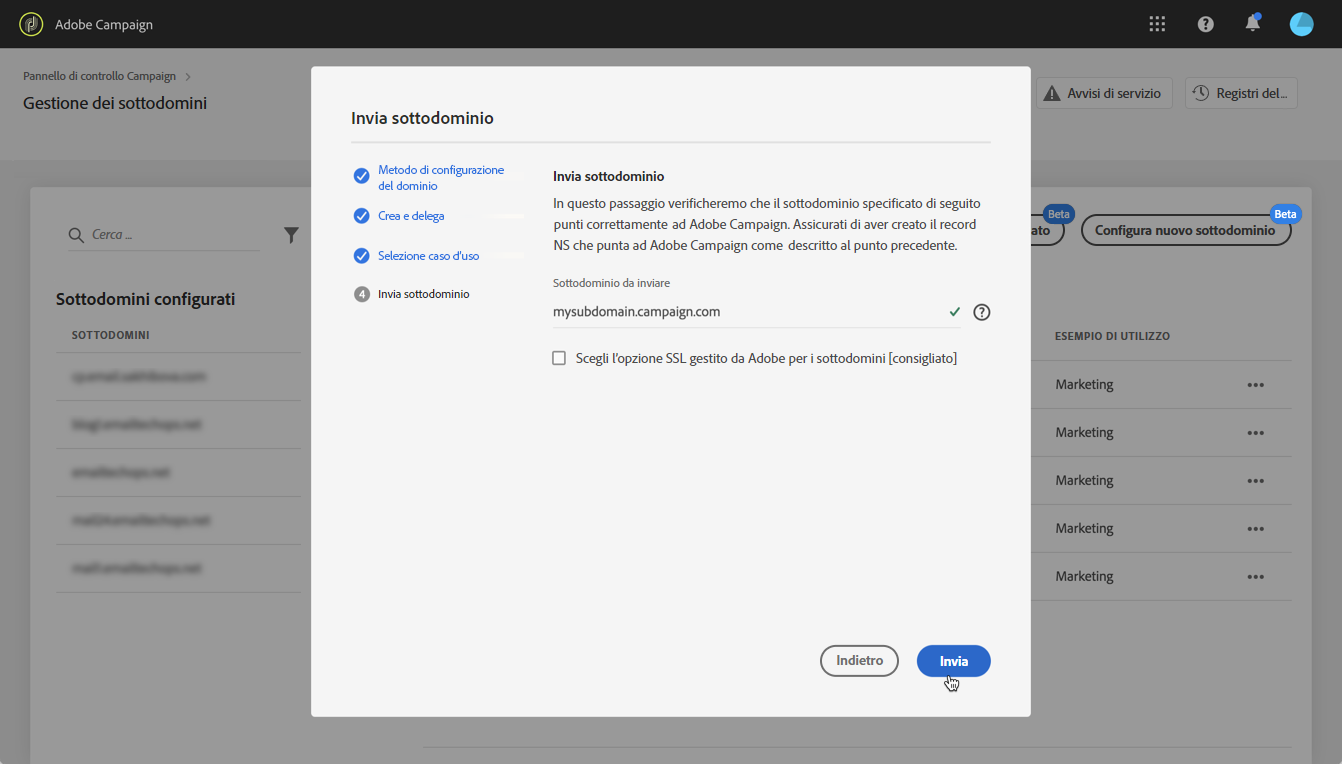 Adobe Campaign
Pannello di controllo Campaign
Gestione dei sottodomini
Avvisi di servizio
Registri del...
Cerca ...
Sottodomini configurati
SOTTODOMINI
Invia sottodominio
Metodo di configurazione
del dominio
Crea e delega
Selezione caso d'uso
4 Invia sottodominio
Invia sottodominio
In questo passaggio verificheremo che il sottodominio specificato di seguito
punti correttamente ad Adobe Campaign. Assicurati di aver creato il record
NS che punta ad Adobe Campaign come descritto al punto precedente.
Sottodominio da inviare
mysubdomain.campaign.com
Scegli l'opzione SSL gestito da Adobe per i sottodomini [consigliato]
Indietro
Invia
ato
Beta
Configura nuovo sottodominio
Beta
ESEMPIO DI UTILIZZO
Marketing
Marketing
Marketing
Marketing
Marketing